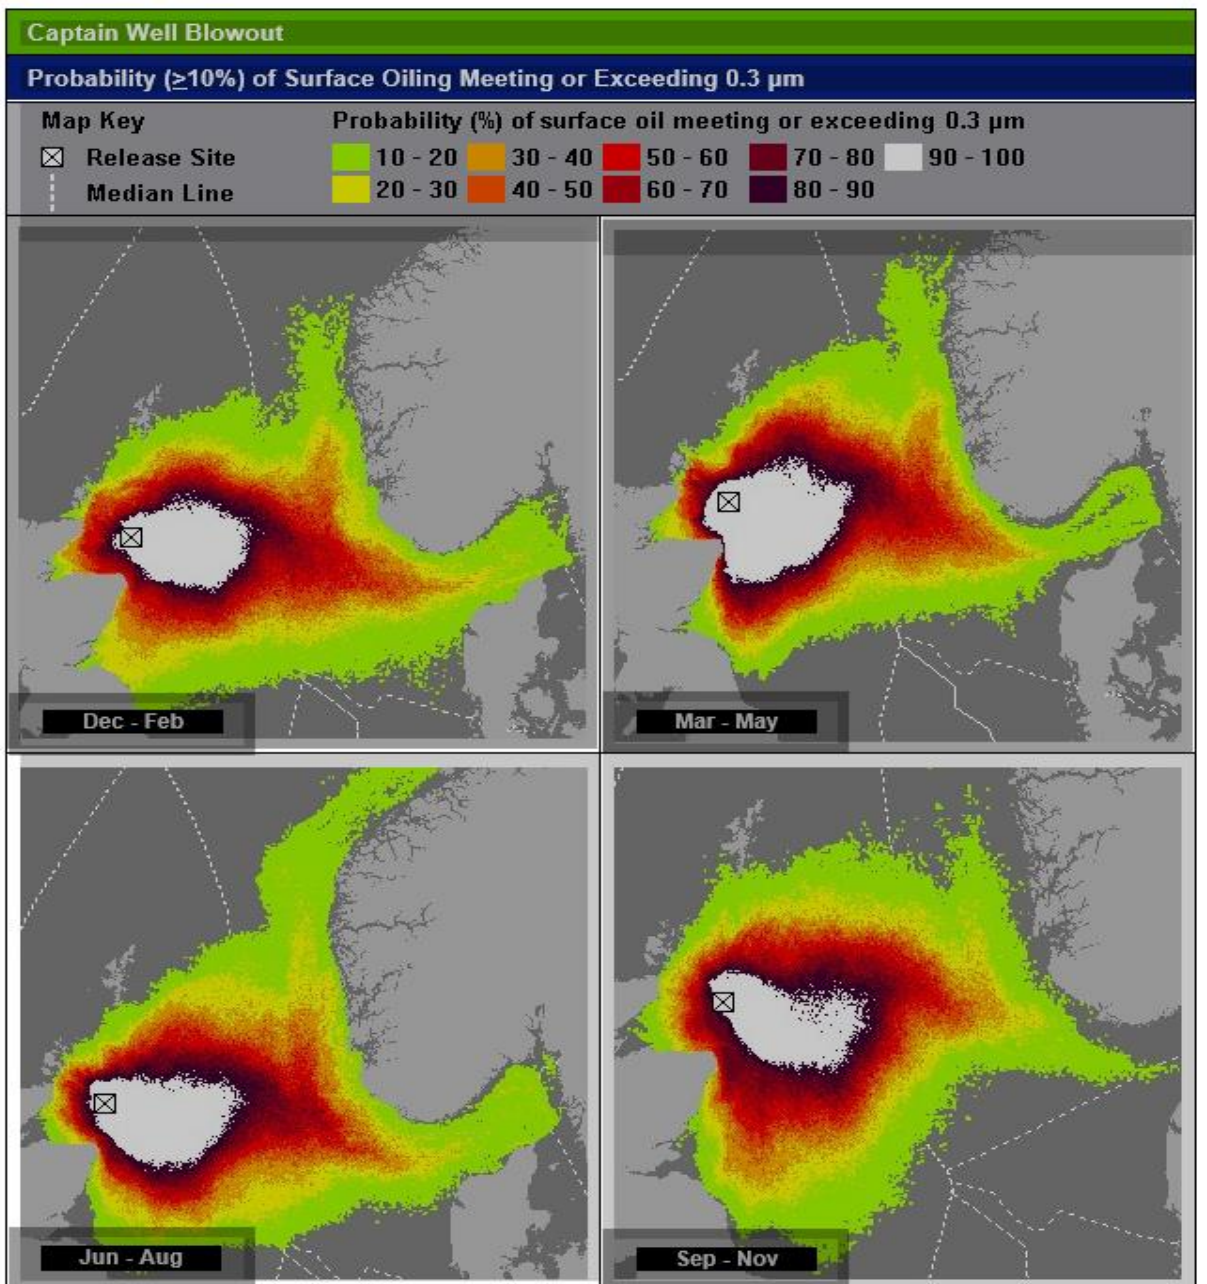 Captain Well Blowout
Probability (≥10%) of Surface Oiling Meeting or Exceeding 0.3 µm
Map Key
Probability (%) of surface oil meeting or exceeding 0.3 µm
Release Site
10 - 20
30 - 40
50 - 60
70 - 80
90 - 100
Median Line
20 - 30
40 - 50
60 - 70
80 - 90
Dec - Feb
Mar - May
Jun - Aug
Sep - Nov